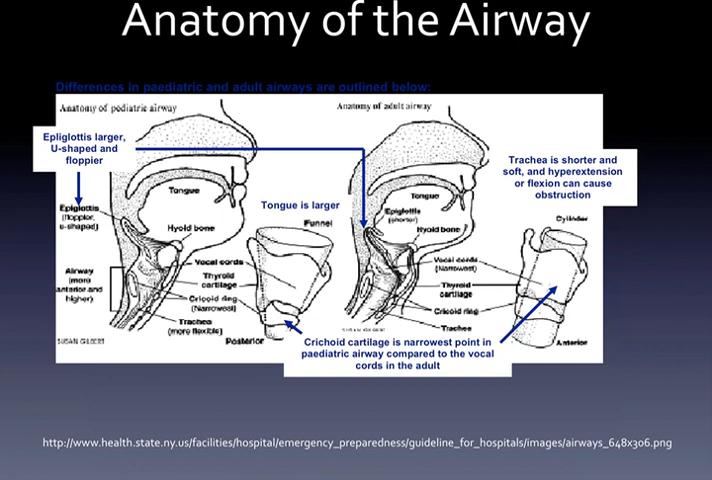 Anatomy of the Airway
Differences in paediatric and adult airways are outlined below:
Anatomy of pediatric airway
Anatomy of adult airway
Epliglottis larger,
U-shaped and
floppier
Trachea is shorter and
soft, and hyperextension
or flexion can cause
obstruction
Tongue
Tongue is larger
Tongue
Epiglottis
(floppier,
u-shaped)
Hyoid bone
Funnel
Epiglottis
(shorter)
Hyoid bone
Cylinder
Airway
(more
anterior and
higher)
Vocal cords
Thyroid
cartilage
Cricoid ring
(Narrowest)
Trachea
(more flexible)
Vocal cords
(Narrowest)
Thyroid
cartilage
Cricoid ring
Trachea
Posterior
Anterior
SUSAN GILBERT
SUSAN GILBERT
Crichoid cartilage is narrowest point in
paediatric airway compared to the vocal
cords in the adult
http://www.health.state.ny.us/facilities/hospital/emergency_preparedness/guideline_for_hospitals/images/airways_648x306.png